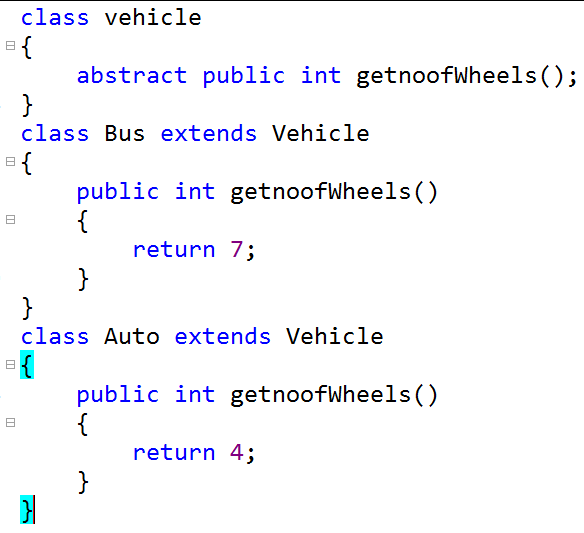 class vehicle
{
abstract public int getnoofWheels();
}
class Bus extends Vehicle
{
public int getnoofWheels()
{
return 7;
}
}
class Auto extends Vehicle
{
public int getnoofWheels()
{
return 4;
}
}